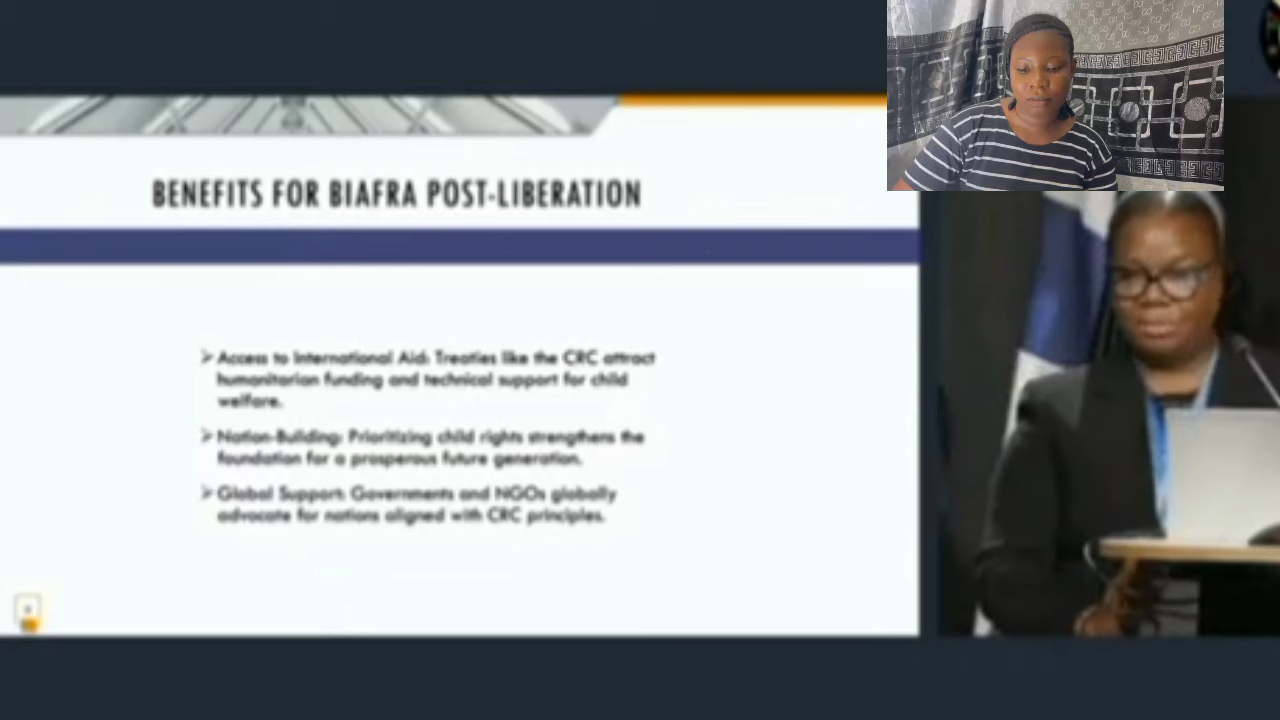 BENEFITS FOR BIAFRA POST-LIBERATION
Access to International Aid: Treaties like the CRC attract
humanitarian funding and technical support for child
welfare.
Nation-Building: Prioritizing child rights strengthens the
foundation for a prosperous future generation.
Global Support: Governments and NGOs globally
advocate for nations aligned with CRC principles.